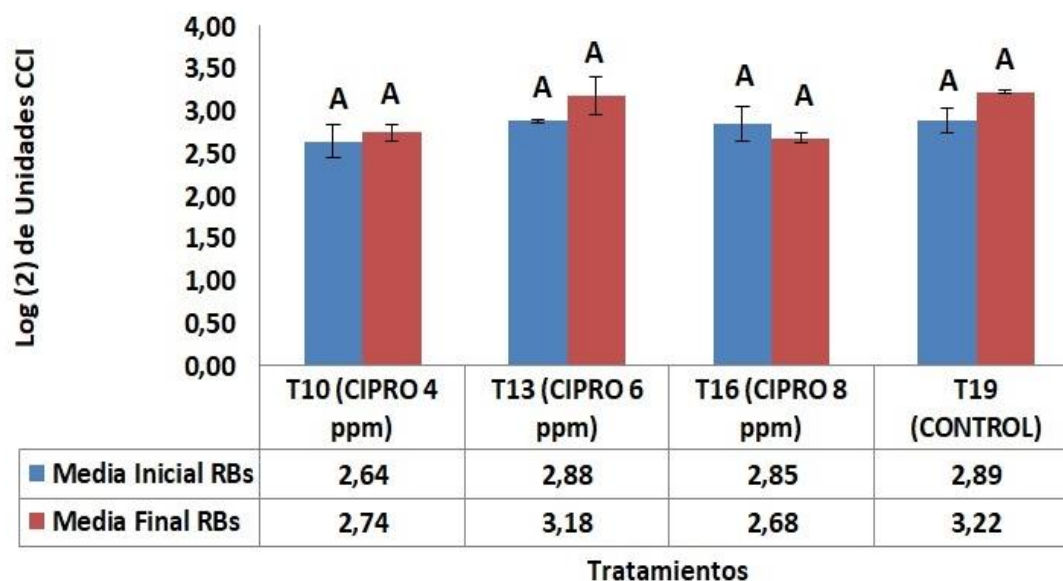 Log (2) de Unidades CCI
4,00
3,50
3,00
2,50
2,00
1,50
1,00
0,50
0,00
A A A A A A A A
T10 (CIPRO 4 ppm) T13 (CIPRO 6 ppm) T16 (CIPRO 8 ppm) T19 (CONTROL)
Media Inicial RBs 2,64 2,88 2,85 2,89
Media Final RBs 2,74 3,18 2,68 3,22
Tratamientos